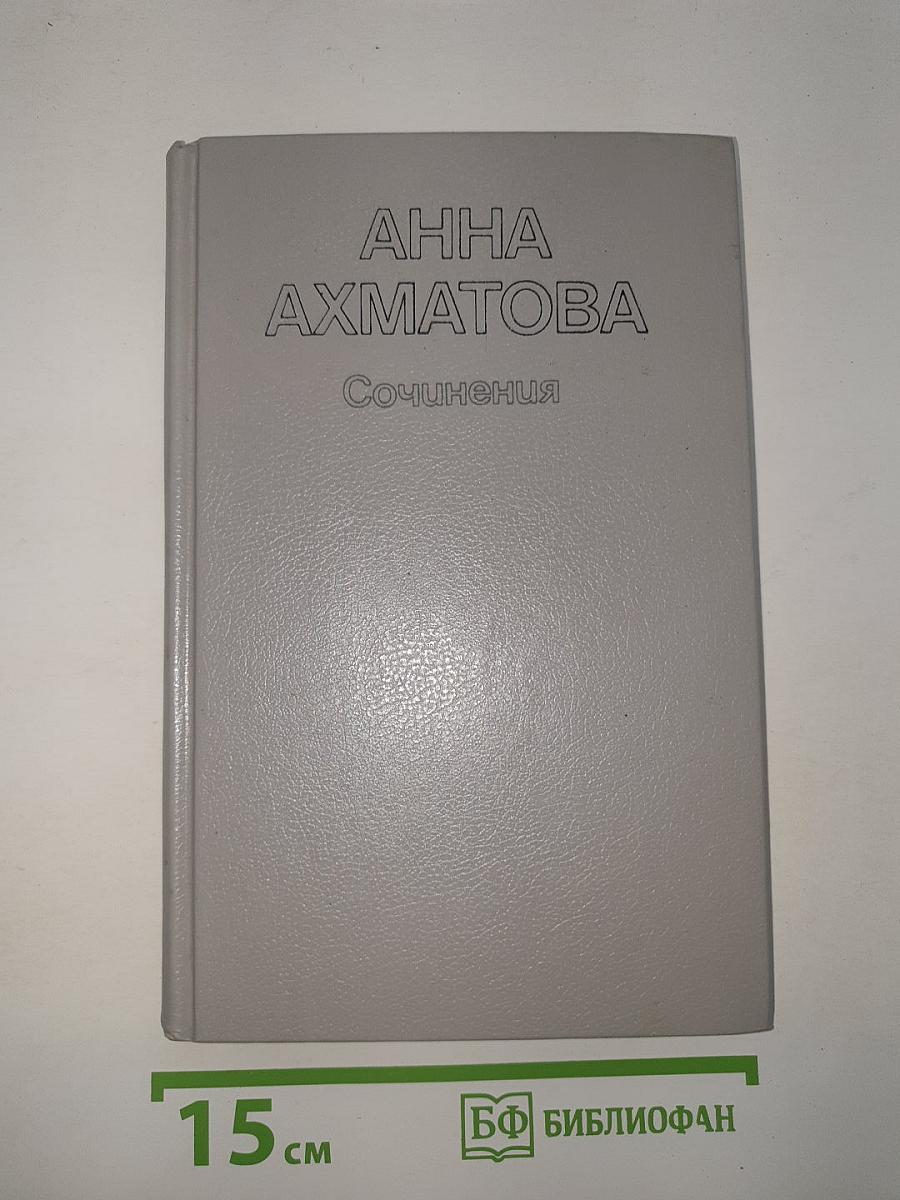 АННА
АХМАТОВА
Сочинения
15 см
БФ БИБЛИОФАН